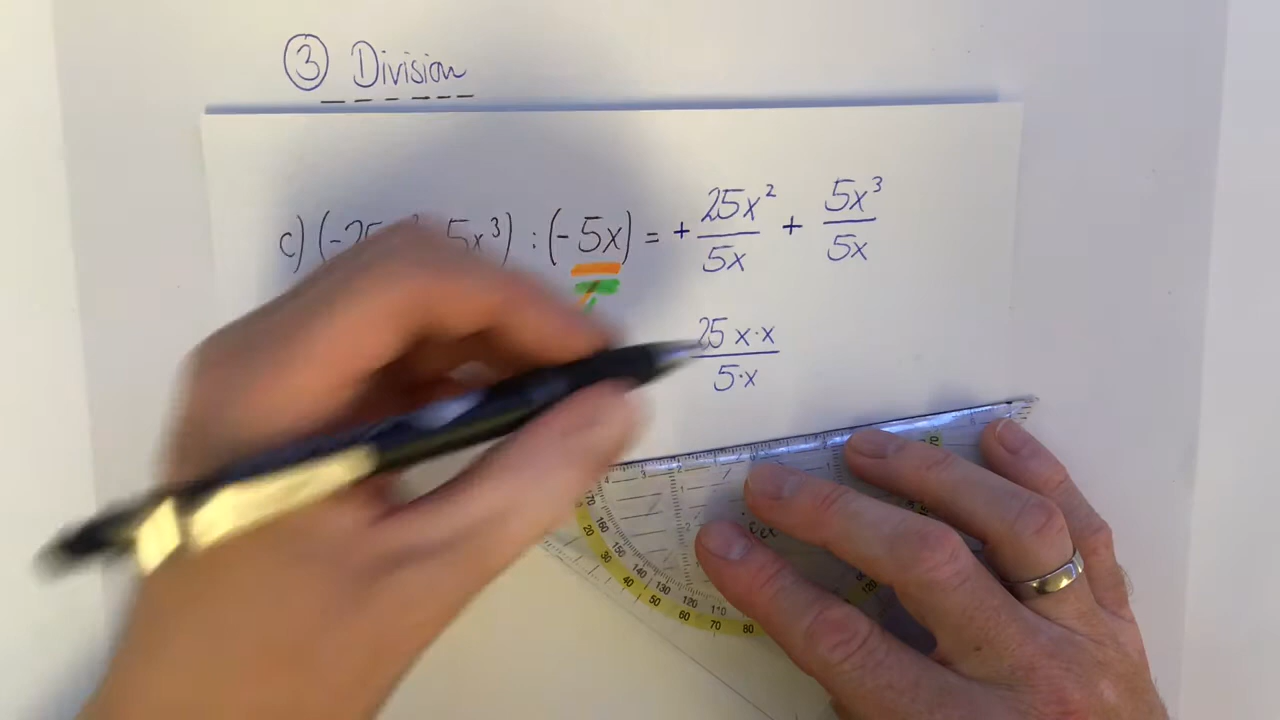 ③ Division
c) (-25 5x³) : (-5x) = + 25x²/5x + 5x³/5x
25 x·x/5·x